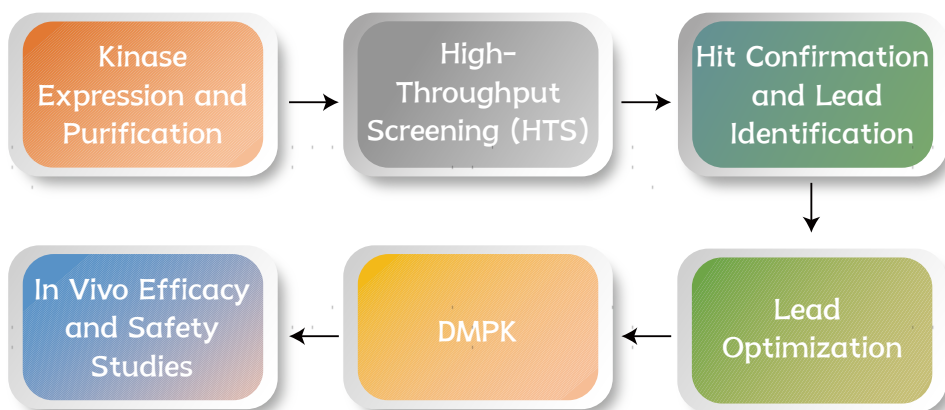 Kinase
Expression and
Purification
High-
Throughput
Screening (HTS)
Hit Confirmation
and Lead
Identification
Lead
Optimization
DMPK
In Vivo Efficacy
and Safety
Studies